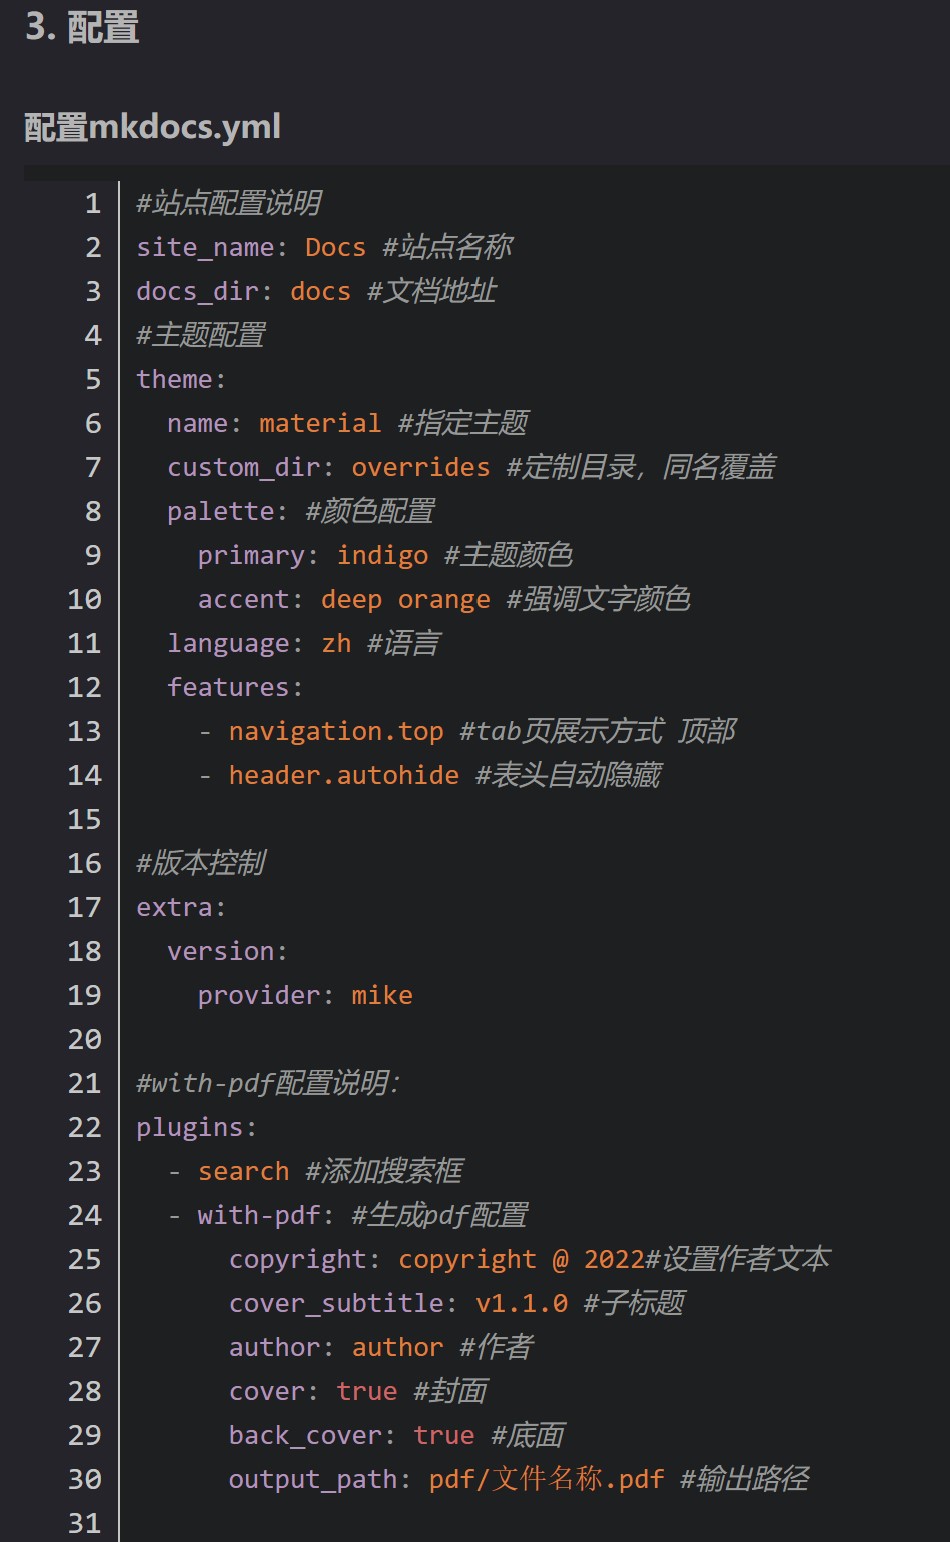 3. 配置
配置mkdocs.yml
1 #站点配置说明
2 site_name: Docs #站点名称
3 docs_dir: docs #文档地址
4 #主题配置
5 theme:
6   name: material #指定主题
7   custom_dir: overrides #定制目录，同名覆盖
8   palette: #颜色配置
9     primary: indigo #主题颜色
10     accent: deep orange #强调文字颜色
11   language: zh #语言
12   features:
13     - navigation.top #tab页展示方式 顶部
14     - header.autohide #表头自动隐藏
15
16 #版本控制
17 extra:
18   version:
19     provider: mike
20
21 #with-pdf配置说明：
22 plugins:
23   - search #添加搜索框
24   - with-pdf: #生成pdf配置
25       copyright: copyright @ 2022#设置作者文本
26       cover_subtitle: v1.1.0 #子标题
27       author: author #作者
28       cover: true #封面
29       back_cover: true #底面
30       output_path: pdf/文件名称.pdf #输出路径
31